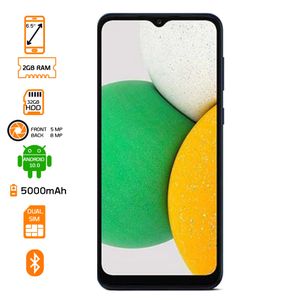 6.5"
2GB RAM
32GB
HDD
FRONT 5 MP
BACK 8 MP
ANDROID
10.0
5000mAh
DUAL
SIM